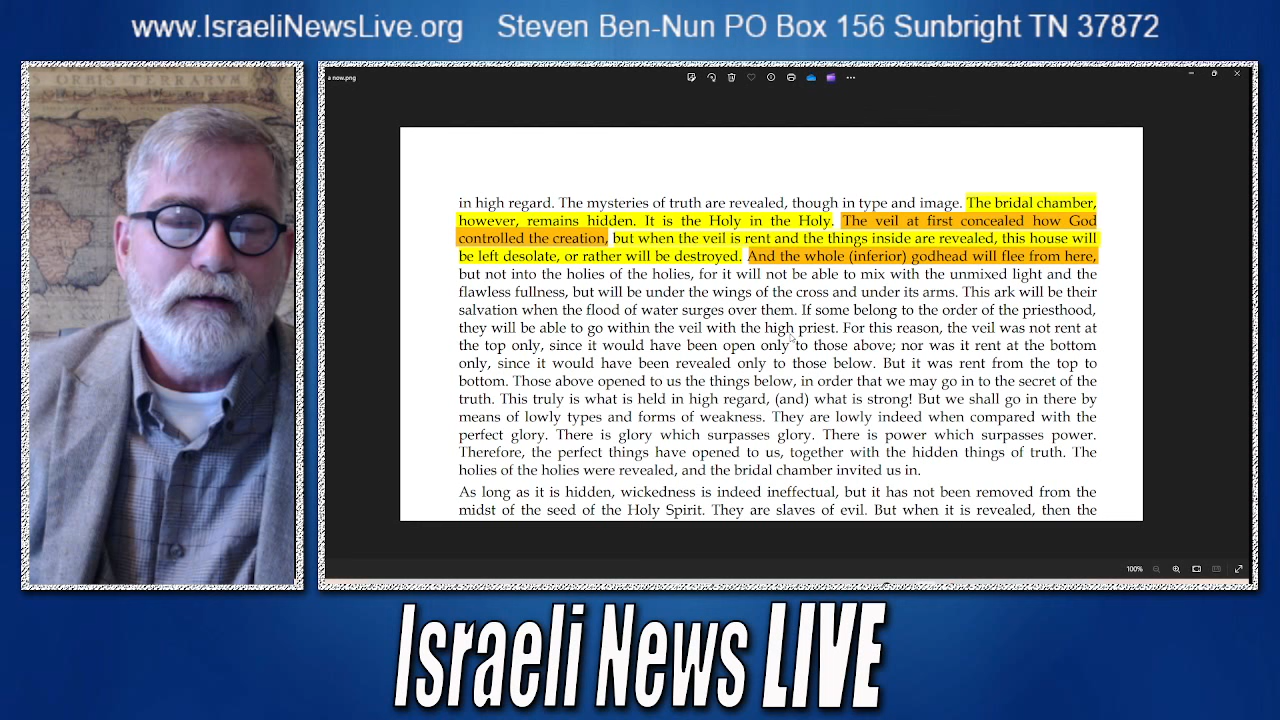 www.IsraeliNewsLive.org Steven Ben-Nun PO Box 156 Sunbright TN 37872
ORBIS TERRARVM
a now.png
in high regard. The mysteries of truth are revealed, though in type and image. The bridal chamber,
however, remains hidden. It is the Holy in the Holy. The veil at first concealed how God
controlled the creation, but when the veil is rent and the things inside are revealed, this house will
be left desolate, or rather will be destroyed. And the whole (inferior) godhead will flee from here,
but not into the holies of the holies, for it will not be able to mix with the unmixed light and the
flawless fullness, but will be under the wings of the cross and under its arms. This ark will be their
salvation when the flood of water surges over them. If some belong to the order of the priesthood,
they will be able to go within the veil with the high priest. For this reason, the veil was not rent at
the top only, since it would have been open only to those above; nor was it rent at the bottom
only, since it would have been revealed only to those below. But it was rent from the top to
bottom. Those above opened to us the things below, in order that we may go in to the secret of the
truth. This truly is what is held in high regard, (and) what is strong! But we shall go in there by
means of lowly types and forms of weakness. They are lowly indeed when compared with the
perfect glory. There is glory which surpasses glory. There is power which surpasses power.
Therefore, the perfect things have opened to us, together with the hidden things of truth. The
holies of the holies were revealed, and the bridal chamber invited us in.
As long as it is hidden, wickedness is indeed ineffectual, but it has not been removed from the
midst of the seed of the Holy Spirit. They are slaves of evil. But when it is revealed, then the
100%
Israeli News LIVE